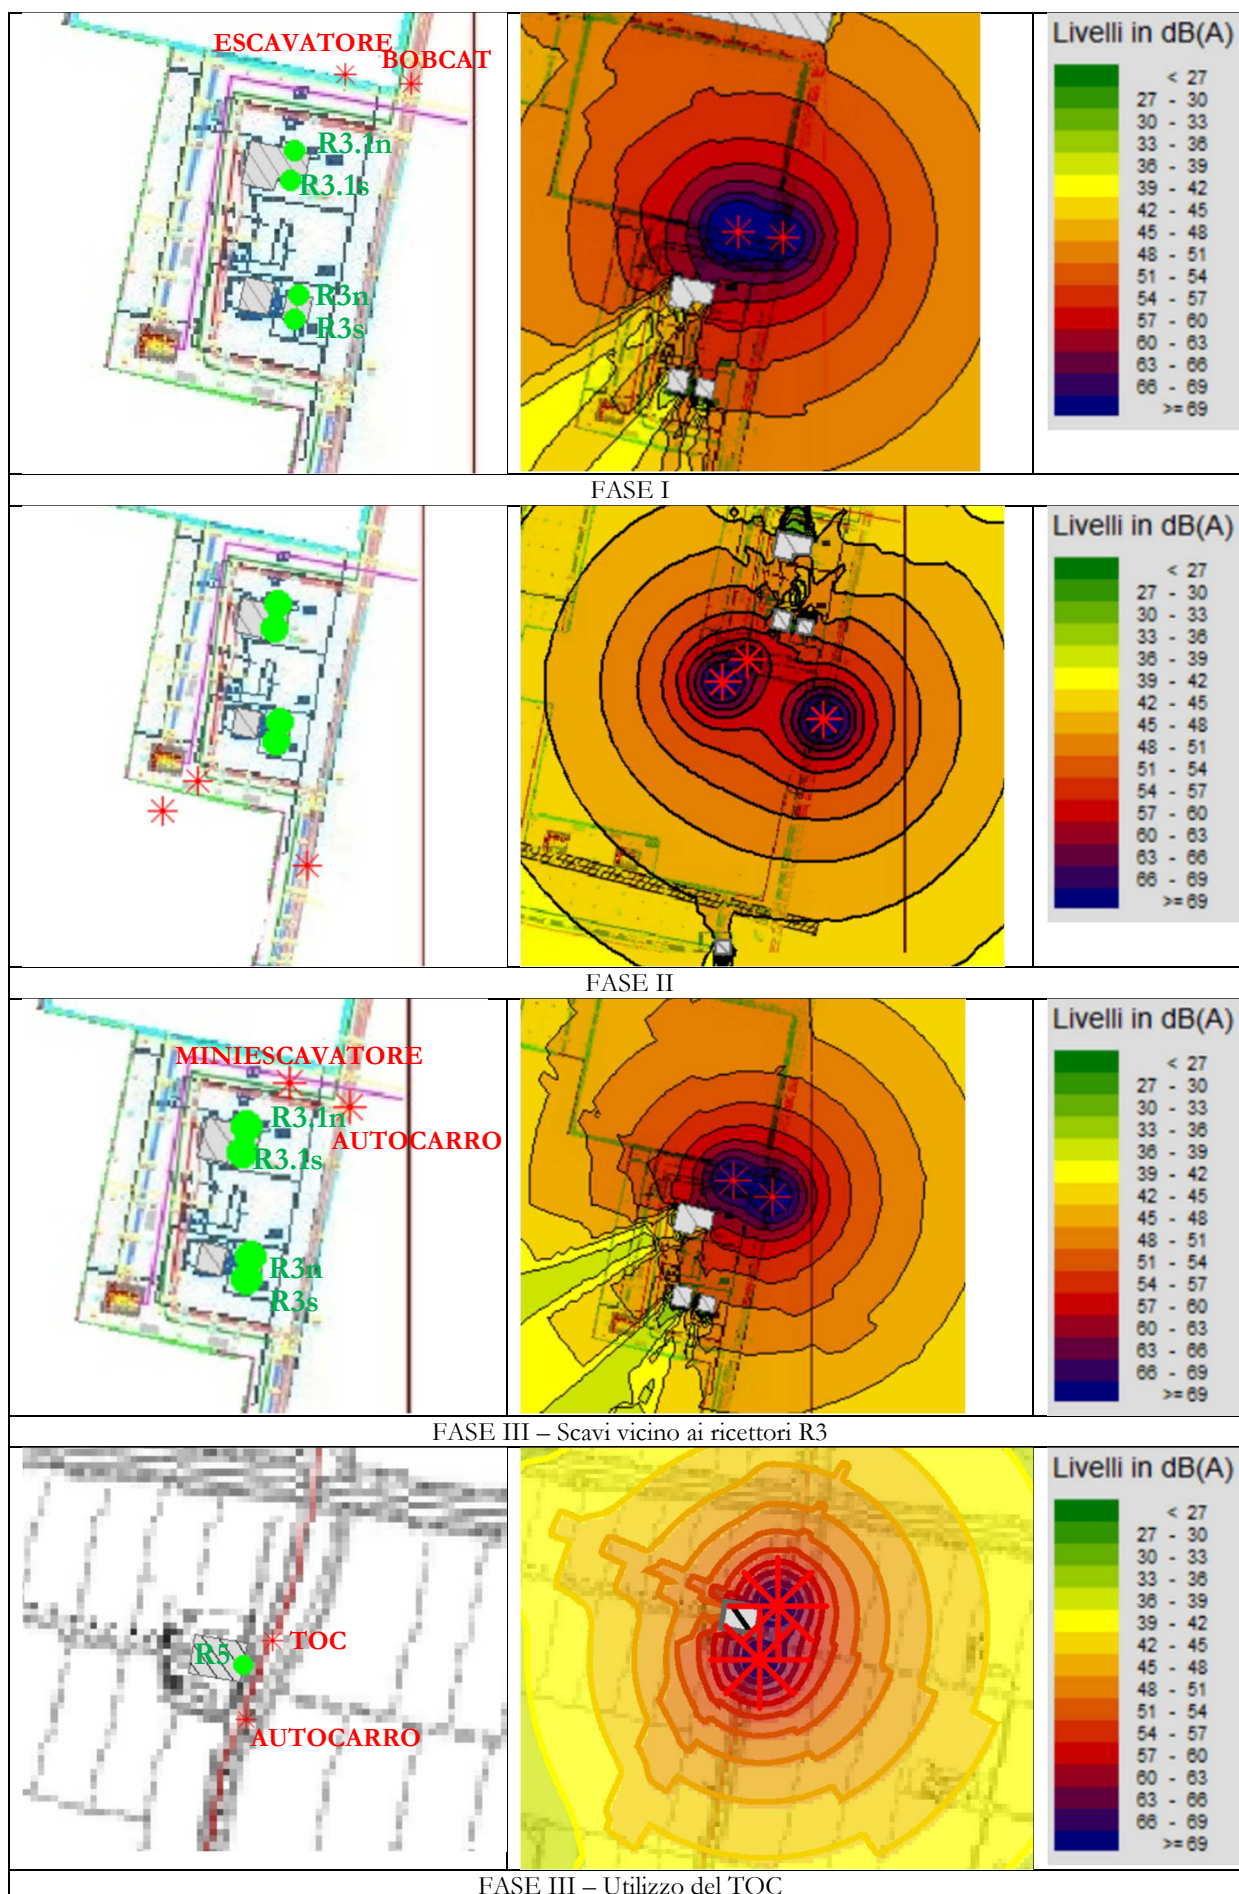 ESCAVATORE
BOBCAT
R3.1n
R3.1s
R3n
R3s
Livelli in dB(A)
< 27
27 - 30
30 - 33
33 - 36
36 - 39
39 - 42
42 - 45
45 - 48
48 - 51
51 - 54
54 - 57
57 - 60
60 - 63
63 - 66
66 - 69
>= 69
FASE I
Livelli in dB(A)
< 27
27 - 30
30 - 33
33 - 36
36 - 39
39 - 42
42 - 45
45 - 48
48 - 51
51 - 54
54 - 57
57 - 60
60 - 63
63 - 66
66 - 69
>= 69
FASE II
MINIESCAVATORE
R3.1n
AUTOCARRO
R3.1s
R3n
R3s
Livelli in dB(A)
< 27
27 - 30
30 - 33
33 - 36
36 - 39
39 - 42
42 - 45
45 - 48
48 - 51
51 - 54
54 - 57
57 - 60
60 - 63
63 - 66
66 - 69
>= 69
FASE III – Scavi vicino ai ricettori R3
TOC
R5
AUTOCARRO
Livelli in dB(A)
< 27
27 - 30
30 - 33
33 - 36
36 - 39
39 - 42
42 - 45
45 - 48
48 - 51
51 - 54
54 - 57
57 - 60
60 - 63
63 - 66
66 - 69
>= 69
FASE III – Utilizzo del TOC